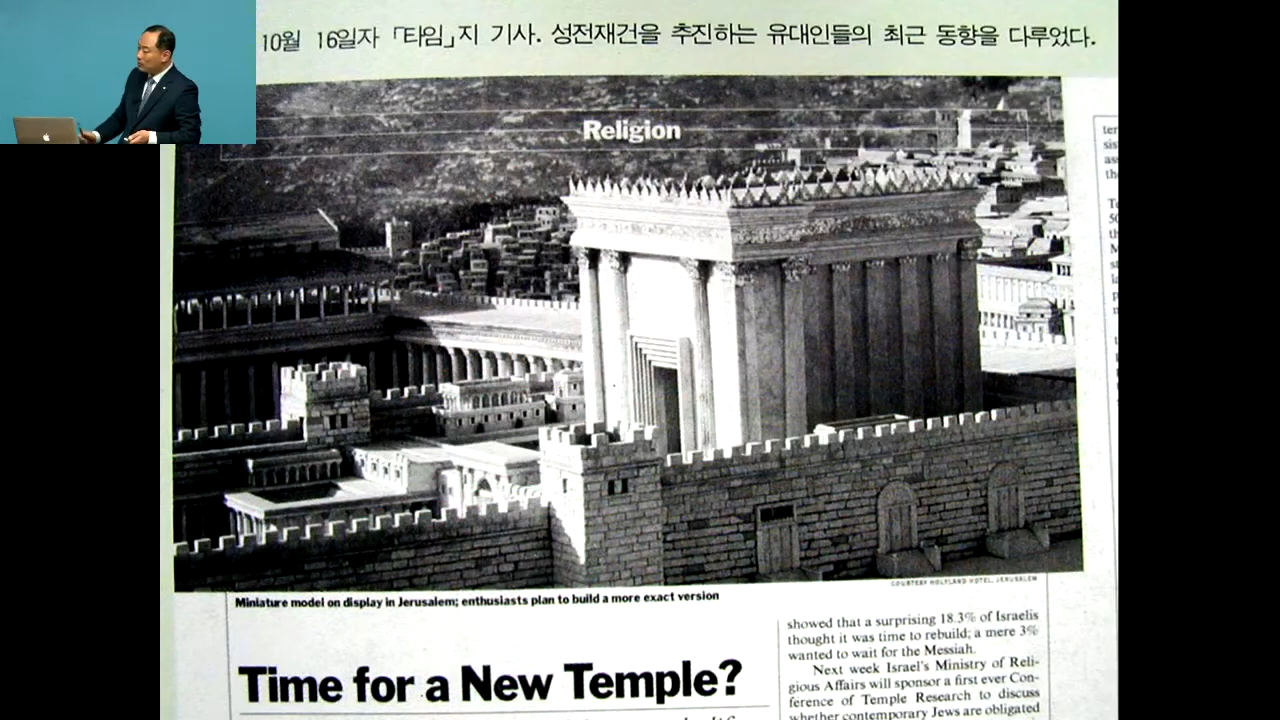 10월 16일자 「타임」지 기사. 성전재건을 추진하는 유대인들의 최근 동향을 다루었다.
Religion
COURTESY HOLYLAND HOTEL, JERUSALEM
Miniature model on display in Jerusalem; enthusiasts plan to build a more exact version
Time for a New Temple?
showed that a surprising 18.3% of Israelis
thought it was time to rebuild; a mere 3%
wanted to wait for the Messiah.
Next week Israel's Ministry of Reli-
gious Affairs will sponsor a first ever Con-
ference of Temple Research to discuss
whether contemporary Jews are obligated